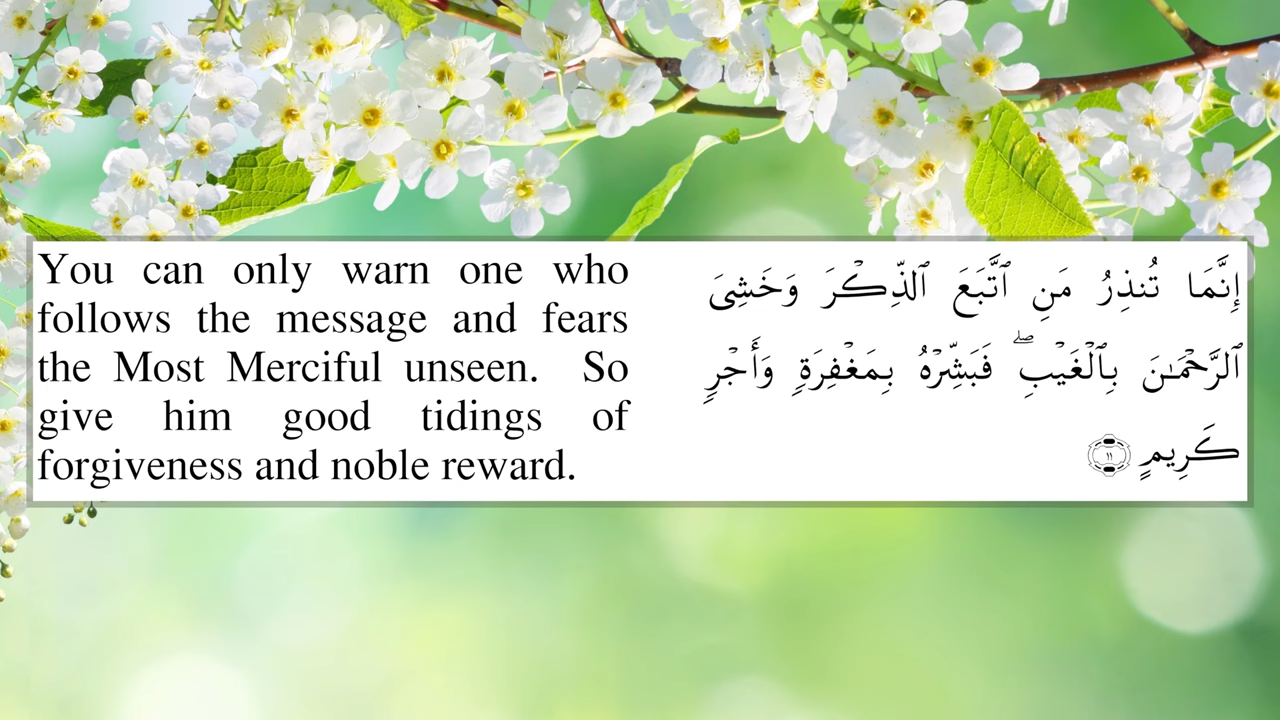 You can only warn one who
follows the message and fears
the Most Merciful unseen. So
give him good tidings of
forgiveness and noble reward.
إِنَّمَا تُنذِرُ مَنِ ٱتَّبَعَ ٱلذِّكْرَ وَخَشِىَ
ٱلرَّحْمَـٰنَ بِٱلْغَيْبِ ۖ فَبَشِّرْهُ بِمَغْفِرَةٍۢ وَأَجْرٍۢ
كَرِيمٍ ١١